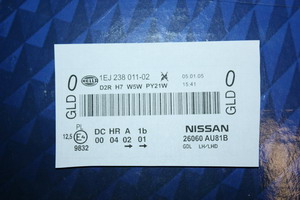 GLD 0
HELLA
1EJ 238 011-02
D2R H7 W5W PY21W
05.01.05
15:41
0
GLD
PL
12,5 E4
9832
DC HR A 1b
00 04 02 01
NISSAN
26060 AU81B
GDL LH/LHD